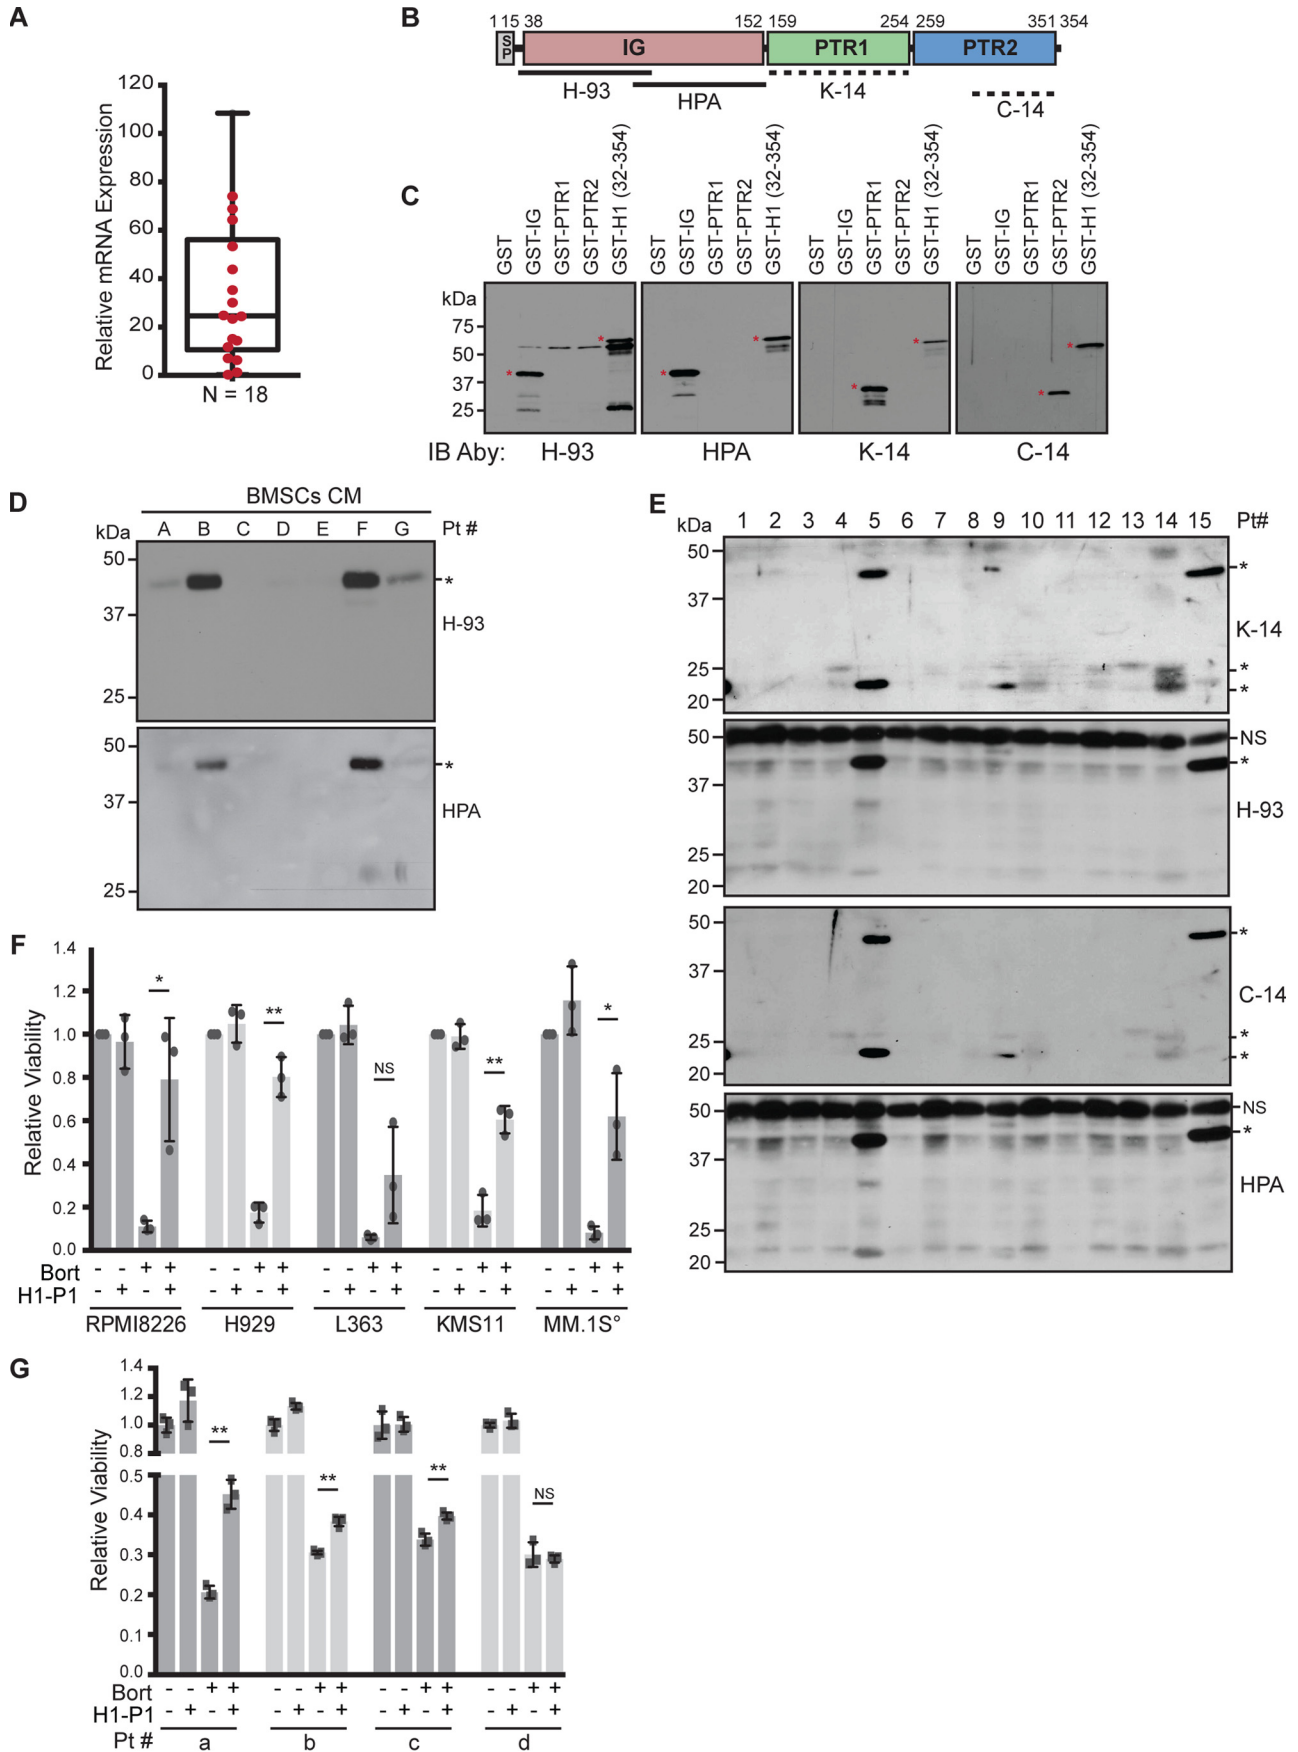 A
Relative mRNA Expression
120
100
80
60
40
20
0
N = 18
B
1 15 38 152 159 254 259 351 354
SP IG PTR1 PTR2
H-93 HPA K-14 C-14
C
GST GST-IG GST-PTR1 GST-PTR2 GST-H1 (32-354) GST GST-IG GST-PTR1 GST-PTR2 GST-H1 (32-354) GST GST-IG GST-PTR1 GST-PTR2 GST-H1 (32-354) GST GST-IG GST-PTR1 GST-PTR2 GST-H1 (32-354)
kDa
75
50
37
25
* * * * * * * *
IB Aby: H-93 HPA K-14 C-14
D
BMSCs CM
kDa A B C D E F G Pt #
50
*
37
H-93
25
50
*
37
HPA
25
E
kDa 1 2 3 4 5 6 7 8 9 10 11 12 13 14 15 Pt#
50
*
37
K-14
25
*
*
20
50 NS
*
37
H-93
25
20
50
*
37
C-14
25
*
*
20
50 NS
*
37
HPA
25
20
F
Relative Viability
1.4
1.2
1.0
0.8
0.6
0.4
0.2
0.0
* ** NS ** *
Bort - - + + - - + + - - + + - - + + - - + +
H1-P1 - + - + - + - + - + - + - + - + - + - +
RPMI8226 H929 L363 KMS11 MM.1S°
G
Relative Viability
1.4
1.2
1.0
0.8
0.5
0.4
0.3
0.2
0.1
0.0
** ** ** NS
Bort - - + + - - + + - - + + - - + +
H1-P1 - + - + - + - + - + - + - + - +
Pt # a b c d